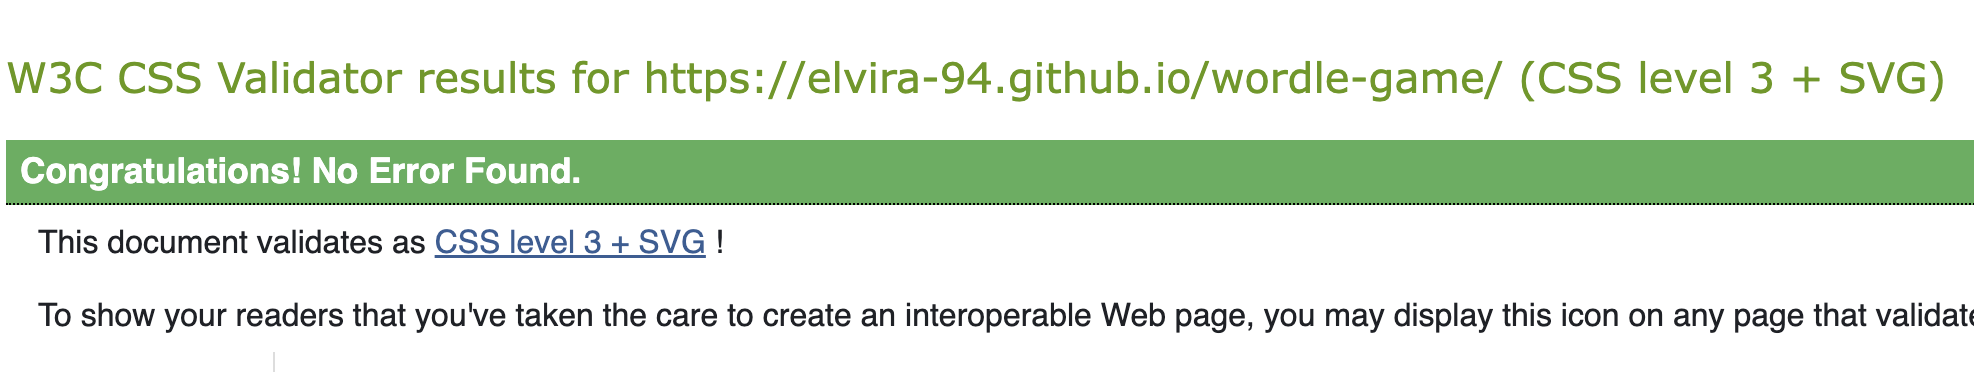 W3C CSS Validator results for https://elvira-94.github.io/wordle-game/ (CSS level 3 + SVG)
Congratulations! No Error Found.
This document validates as CSS level 3 + SVG !
To show your readers that you've taken the care to create an interoperable Web page, you may display this icon on any page that validate